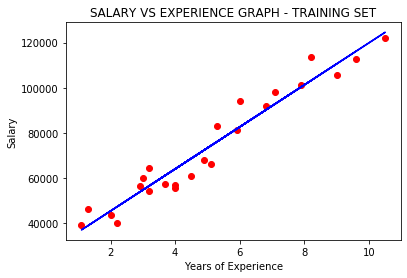 SALARY VS EXPERIENCE GRAPH - TRAINING SET
120000
100000
80000
60000
40000
Salary
2 4 6 8 10
Years of Experience